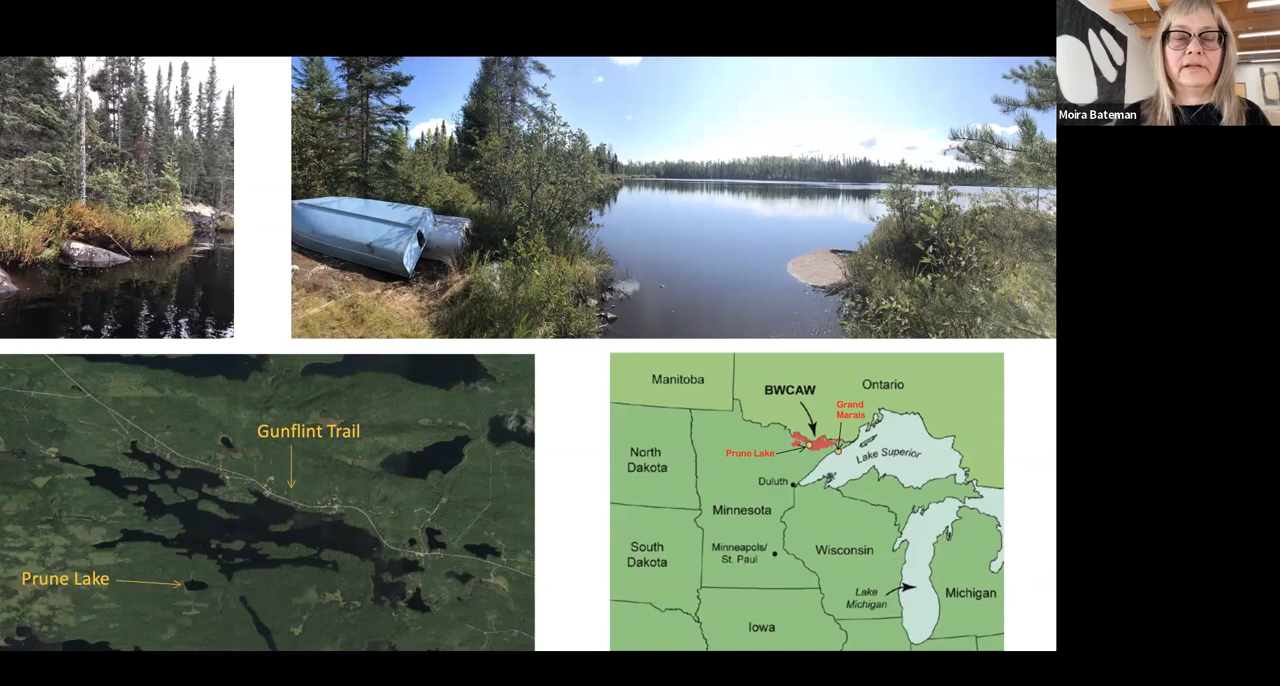 Moira Bateman
Gunflint Trail
Prune Lake
Manitoba
BWCAW
Ontario
Grand
Marais
Prune Lake
North
Dakota
Lake Superior
Duluth
Minnesota
South
Dakota
Minneapols/
St. Paul
Wisconsin
Lake
Michigan
Michigan
Iowa